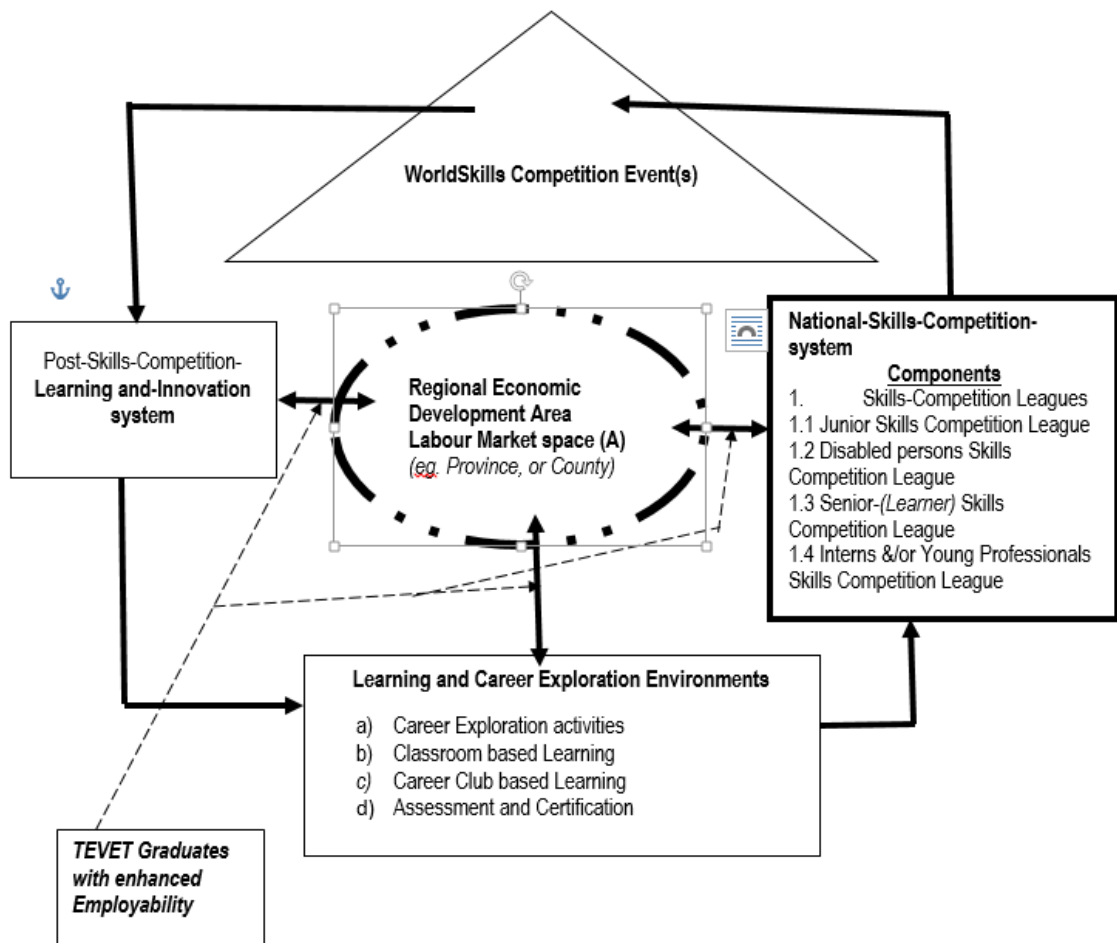 WorldSkills Competition Event(s)
Post-Skills-Competition-
Learning and-Innovation
system
Regional Economic
Development Area
Labour Market space (A)
(eg. Province, or County)
National-Skills-Competition-
system
Components
1. Skills-Competition Leagues
1.1 Junior Skills Competition League
1.2 Disabled persons Skills
Competition League
1.3 Senior-(Learner) Skills
Competition League
1.4 Interns &/or Young Professionals
Skills Competition League
Learning and Career Exploration Environments
a) Career Exploration activities
b) Classroom based Learning
c) Career Club based Learning
d) Assessment and Certification
TEVET Graduates
with enhanced
Employability